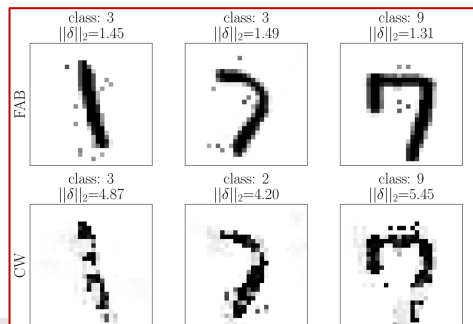 class: 3 class: 3 class: 9
||δ||₂=1.45 ||δ||₂=1.49 ||δ||₂=1.31
FAB
class: 3 class: 2 class: 9
||δ||₂=4.87 ||δ||₂=4.20 ||δ||₂=5.45
CW